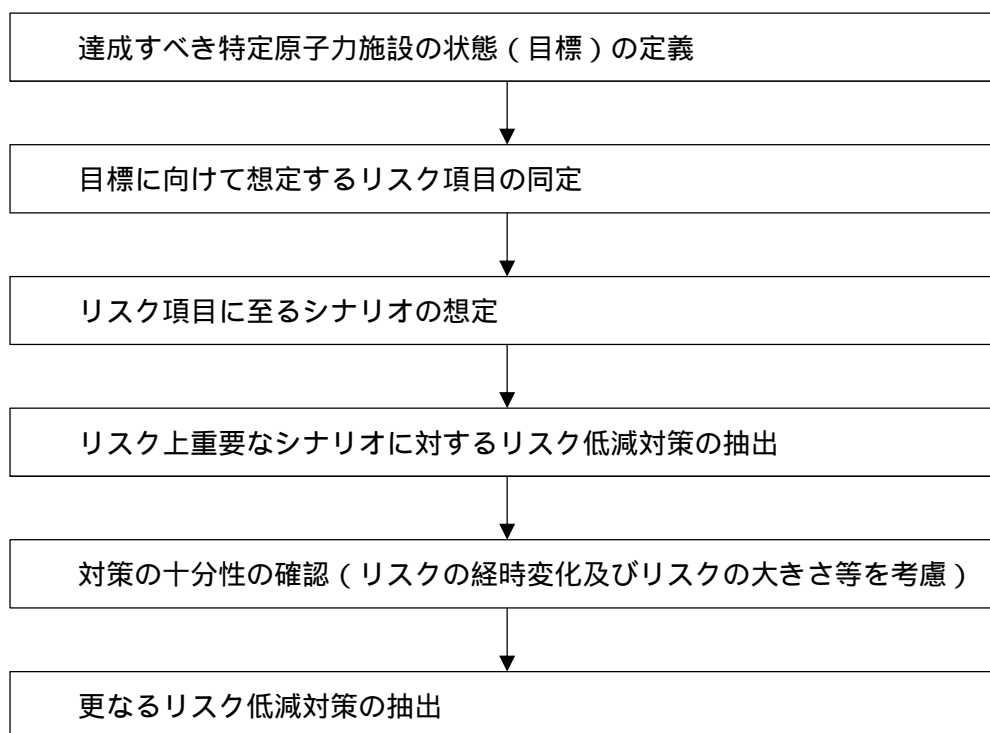 達成すべき特定原子力施設の状態(目標)の定義
目標に向けて想定するリスク項目の同定
リスク項目に至るシナリオの想定
リスク上重要なシナリオに対するリスク低減対策の抽出
対策の十分性の確認(リスクの経時変化及びリスクの大きさ等を考慮)
更なるリスク低減対策の抽出